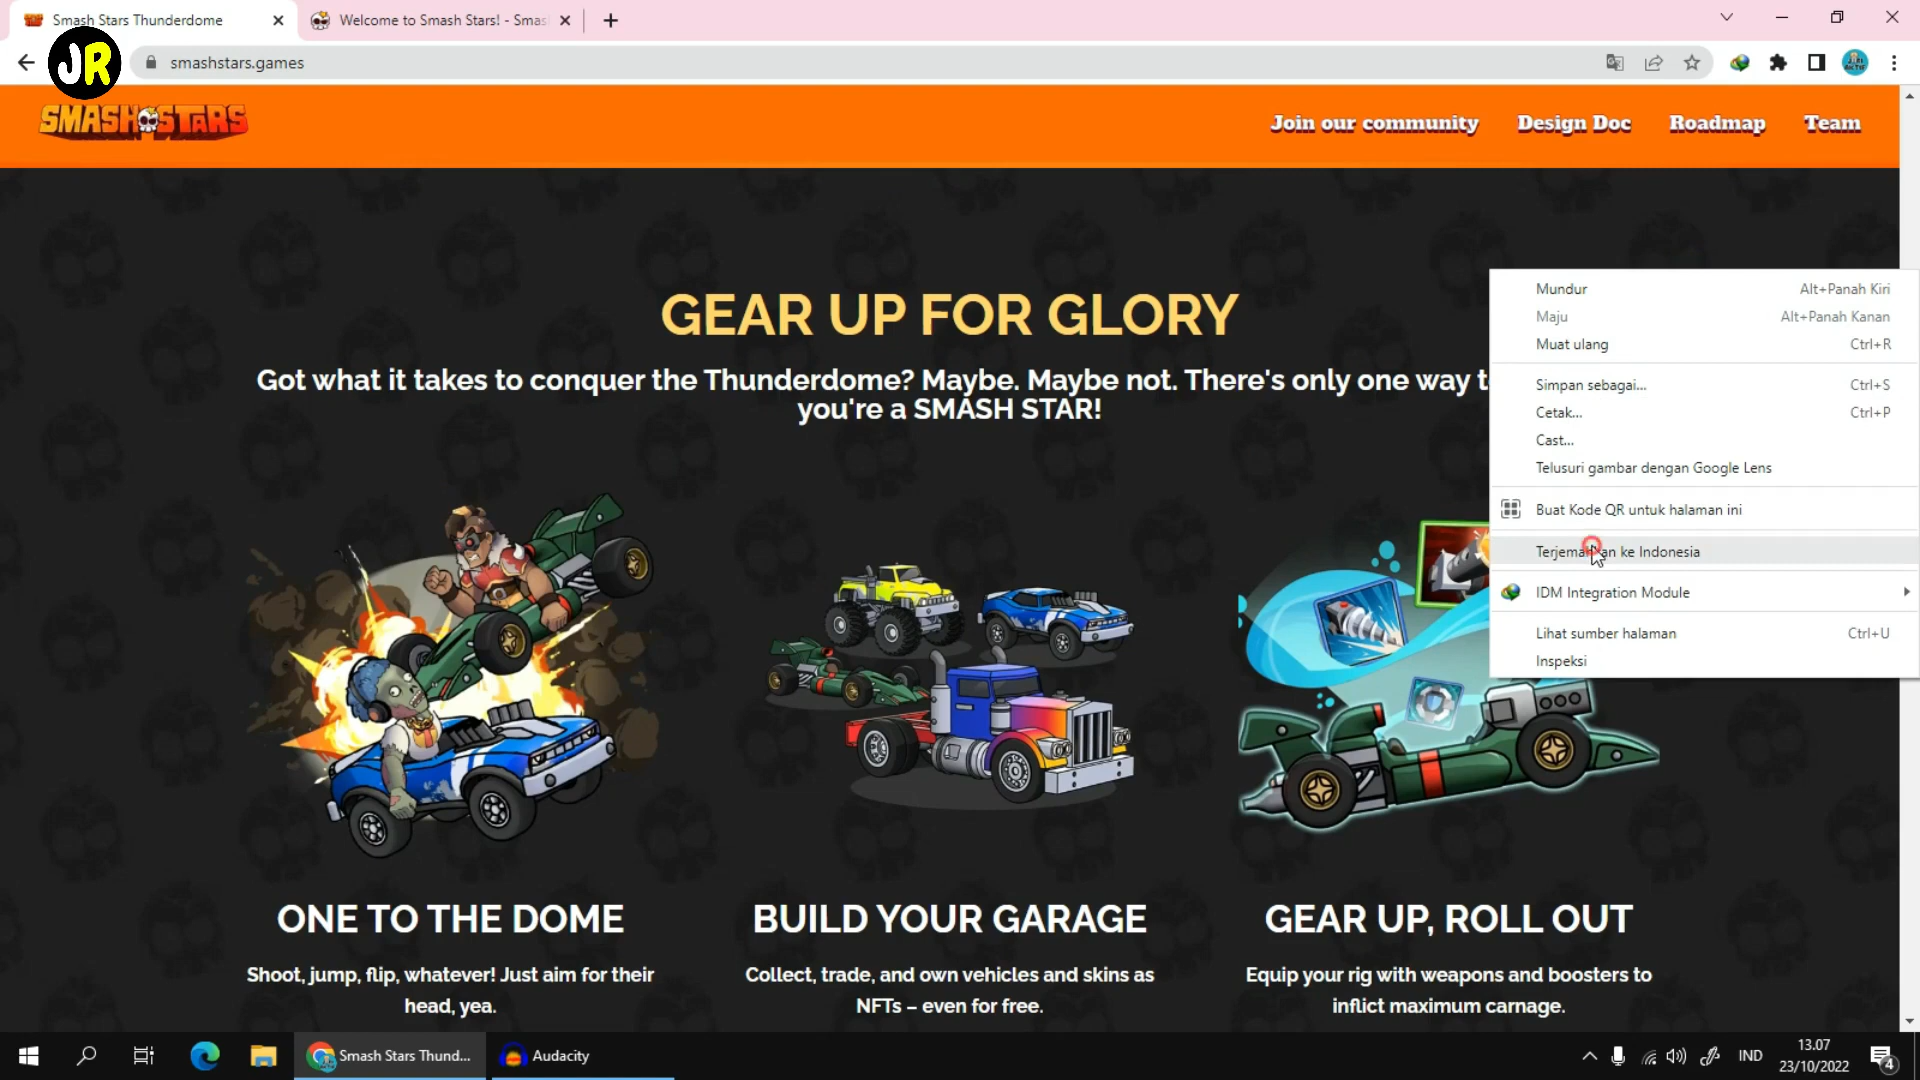 Smash Stars Thunderdome
Welcome to Smash Stars! - Smas
JR
smashstars.games
SMASH STARS
Join our community
Design Doc
Roadmap
Team
GEAR UP FOR GLORY
Got what it takes to conquer the Thunderdome? Maybe. Maybe not. There's only one way t
you're a SMASH STAR!
Mundur Alt+Panah Kiri
Maju Alt+Panah Kanan
Muat ulang Ctrl+R
Simpan sebagai... Ctrl+S
Cetak... Ctrl+P
Cast...
Telusuri gambar dengan Google Lens
Buat Kode QR untuk halaman ini
Terjemahkan ke Indonesia
IDM Integration Module
Lihat sumber halaman Ctrl+U
Inspeksi
ONE TO THE DOME
Shoot, jump, flip, whatever! Just aim for their
head, yea.
BUILD YOUR GARAGE
Collect, trade, and own vehicles and skins as
NFTs – even for free.
GEAR UP, ROLL OUT
Equip your rig with weapons and boosters to
inflict maximum carnage.
Smash Stars Thund...
Audacity
IND
13.07
23/10/2022
4